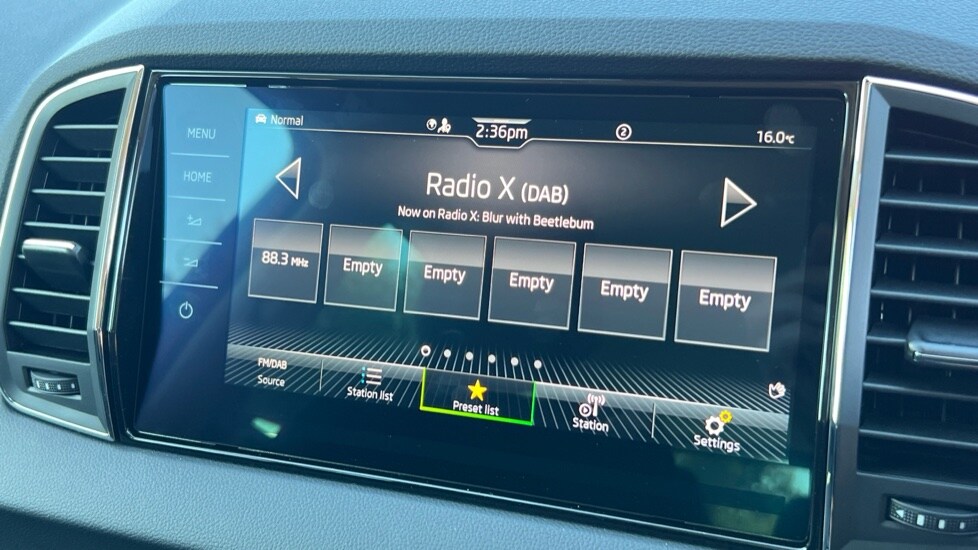 MENU
HOME
Normal
2:36pm
2
16.0°C
Radio X (DAB)
Now on Radio X: Blur with Beetlebum
88.3 MHz
Empty
Empty
Empty
Empty
Empty
FM/DAB
Source
Station list
Preset list
Station
Settings